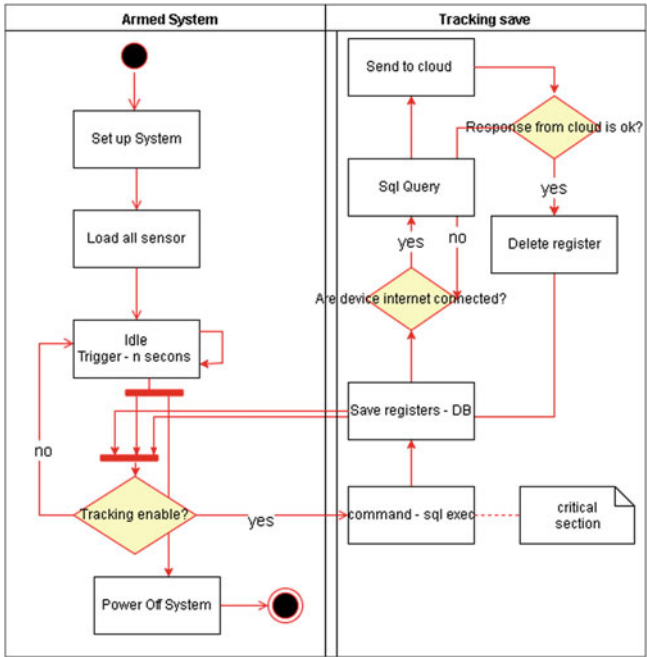 Armed System
Set up System
Load all sensor
Idle
Trigger - n secons
no
Tracking enable?
yes
Power Off System
Tracking save
Send to cloud
Response from cloud is ok?
Sql Query
yes
yes
no
Delete register
Are device internet connected?
Save registers - DB
command - sql exec
critical
section